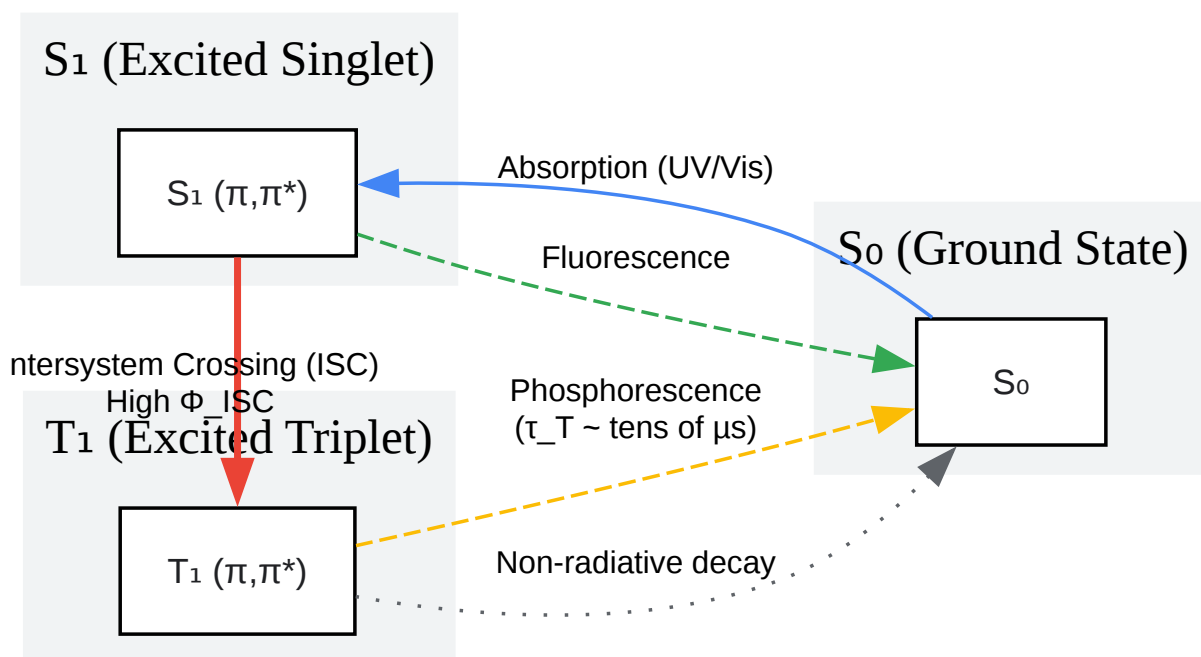 S₁ (Excited Singlet)
S₁ (π,π*)
Absorption (UV/Vis)
Fluorescence
S₀ (Ground State)
S₀
ntersystem Crossing (ISC)
High Φ_ISC
T₁ (Excited Triplet)
T₁ (π,π*)
Phosphorescence
(τ_T ~ tens of µs)
Non-radiative decay